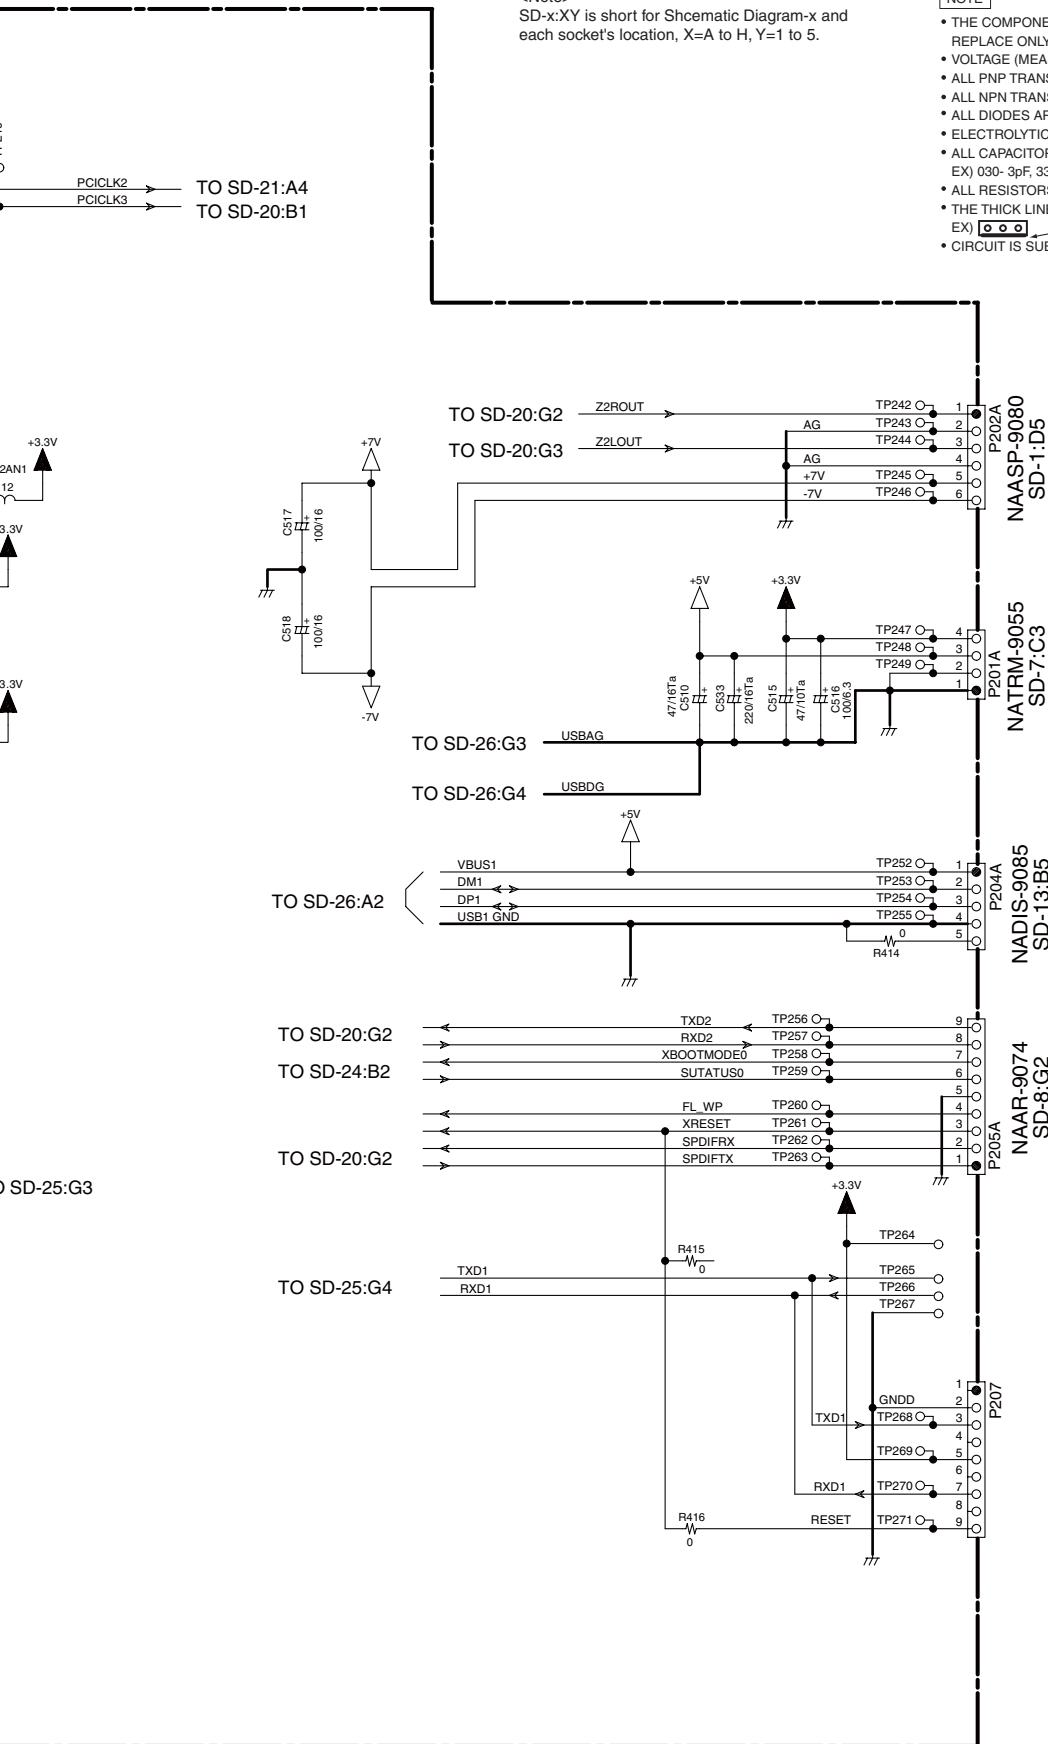 SD-x:XY is short for Shcematic Diagram-x and
each socket's location, X=A to H, Y=1 to 5.
NOTE
• THE COMPONE
REPLACE ONLY
• VOLTAGE (MEA
• ALL PNP TRAN
• ALL NPN TRAN
• ALL DIODES A
• ELECTROLYTIC
• ALL CAPACITO
EX) 030- 3pF, 33
• ALL RESISTOR
• THE THICK LIN
EX)
• CIRCUIT IS SU
PCICLK2
TO SD-21:A4
PCICLK3
TO SD-20:B1
+3.3V
2AN1
12
3.3V
3.3V
+7V
C517
100/16
+
C518
100/16
+
-7V
TO SD-20:G2
Z2ROUT
TP242
1
AG
TP243
2
TO SD-20:G3
Z2LOUT
TP244
3
AG
4
+7V
TP245
5
-7V
TP246
6
P202A
NAASP-9080
SD-1:D5
+5V
+3.3V
TP247
4
TP248
3
TP249
2
1
P201A
NATRM-9055
SD-7:C3
47/16Ta
C510
+
C533
220/16Ta
+
C515
47/10Ta
+
C516
100/6.3
+
TO SD-26:G3
USBAG
TO SD-26:G4
USBDG
+5V
TO SD-26:A2
VBUS1
TP252
1
DM1
TP253
2
DP1
TP254
3
USB1 GND
TP255
4
0
5
R414
P204A
NADIS-9085
SD-13:B5
TO SD-20:G2
TXD2
TP256
9
RXD2
TP257
8
TO SD-24:B2
XBOOTMODE0
TP258
7
SUTATUS0
TP259
6
5
FL_WP
TP260
4
XRESET
TP261
3
TO SD-20:G2
SPDIFRX
TP262
2
SPDIFTX
TP263
1
P205A
NAAR-9074
SD-8:G2
SD-25:G3
+3.3V
TP264
R415
0
TO SD-25:G4
TXD1
TP265
RXD1
TP266
TP267
1
P207
GNDD
2
TXD1
TP268
3
4
TP269
5
6
RXD1
TP270
7
8
R416
0
RESET
TP271
9